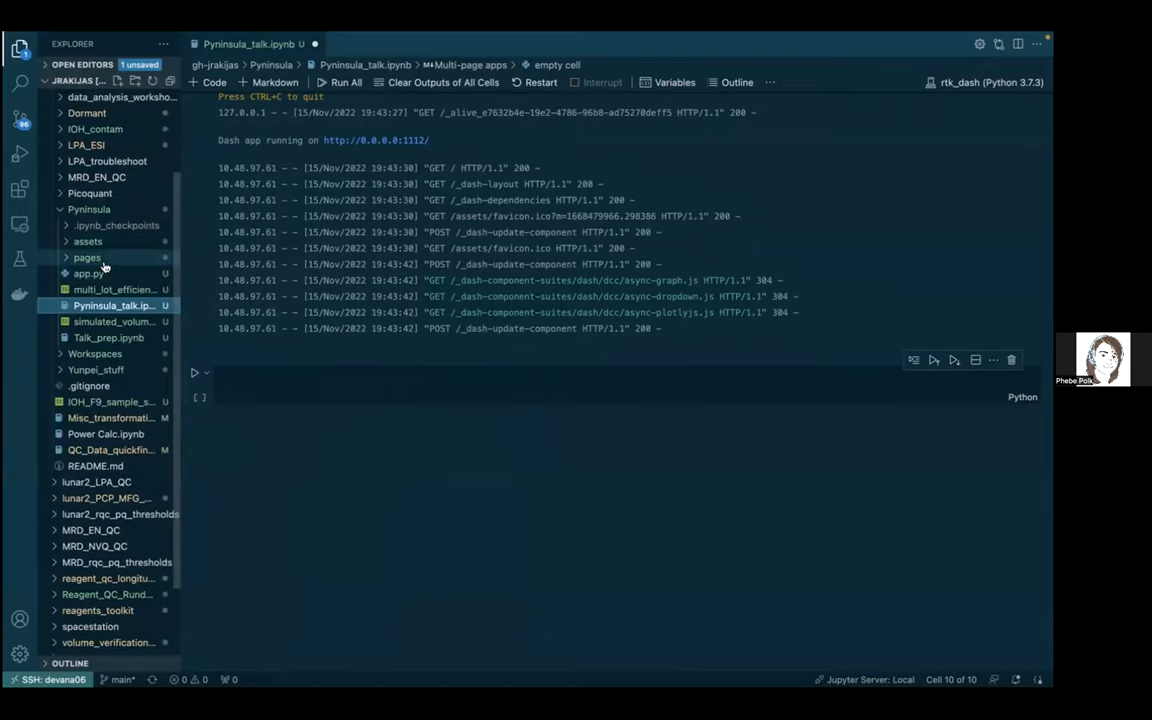 EXPLORER
OPEN EDITORS 1 unsaved
JRAKIJAS [...
data_analysis_worksho...
Dormant
IOH_contam
LPA_ESI
LPA_troubleshoot
MRD_EN_QC
Picoquant
Pyninsula
.ipynb_checkpoints
assets
pages
app.py U
multi_lot_efficien... U
Pyninsula_talk.ip... U
simulated_volum... U
Talk_prep.ipynb U
Workspaces
Yunpei_stuff
.gitignore
IOH_F9_sample_s... U
Misc_transformati... M
Power Calc.ipynb
QC_Data_quickfin... M
README.md
lunar2_LPA_QC
lunar2_PCP_MFG_...
lunar2_rqc_pq_thresholds
MRD_EN_QC
MRD_NVQ_QC
MRD_rqc_pq_thresholds
reagent_qc_longitu...
Reagent_QC_Rund...
reagents_toolkit
spacestation
volume_verification...
OUTLINE
96
1
Pyninsula_talk.ipynb U
gh-jrakijas > Pyninsula > Pyninsula_talk.ipynb > Multi-page apps > empty cell
+ Code + Markdown Run All Clear Outputs of All Cells Restart Interrupt Variables Outline ... rtk_dash (Python 3.7.3)
Press CTRL+C to quit
127.0.0.1 - - [15/Nov/2022 19:43:27] "GET /_alive_e7632b4e-19e2-4786-96b8-ad75270deff5 HTTP/1.1" 200 -
Dash app running on http://0.0.0.0:1112/
10.48.97.61 - - [15/Nov/2022 19:43:30] "GET / HTTP/1.1" 200 -
10.48.97.61 - - [15/Nov/2022 19:43:30] "GET /_dash-layout HTTP/1.1" 200 -
10.48.97.61 - - [15/Nov/2022 19:43:30] "GET /_dash-dependencies HTTP/1.1" 200 -
10.48.97.61 - - [15/Nov/2022 19:43:30] "GET /assets/favicon.ico?m=1668479966.298386 HTTP/1.1" 200 -
10.48.97.61 - - [15/Nov/2022 19:43:30] "POST /_dash-update-component HTTP/1.1" 200 -
10.48.97.61 - - [15/Nov/2022 19:43:30] "GET /assets/favicon.ico HTTP/1.1" 200 -
10.48.97.61 - - [15/Nov/2022 19:43:42] "POST /_dash-update-component HTTP/1.1" 200 -
10.48.97.61 - - [15/Nov/2022 19:43:42] "GET /_dash-component-suites/dash/dcc/async-graph.js HTTP/1.1" 304 -
10.48.97.61 - - [15/Nov/2022 19:43:42] "GET /_dash-component-suites/dash/dcc/async-dropdown.js HTTP/1.1" 304 -
10.48.97.61 - - [15/Nov/2022 19:43:42] "GET /_dash-component-suites/dash/dcc/async-plotlyjs.js HTTP/1.1" 304 -
10.48.97.61 - - [15/Nov/2022 19:43:42] "POST /_dash-update-component HTTP/1.1" 200 -
[ ]
Python
Phebe Polk
SSH: devana06 main* 0 0 0 Jupyter Server: Local Cell 10 of 10